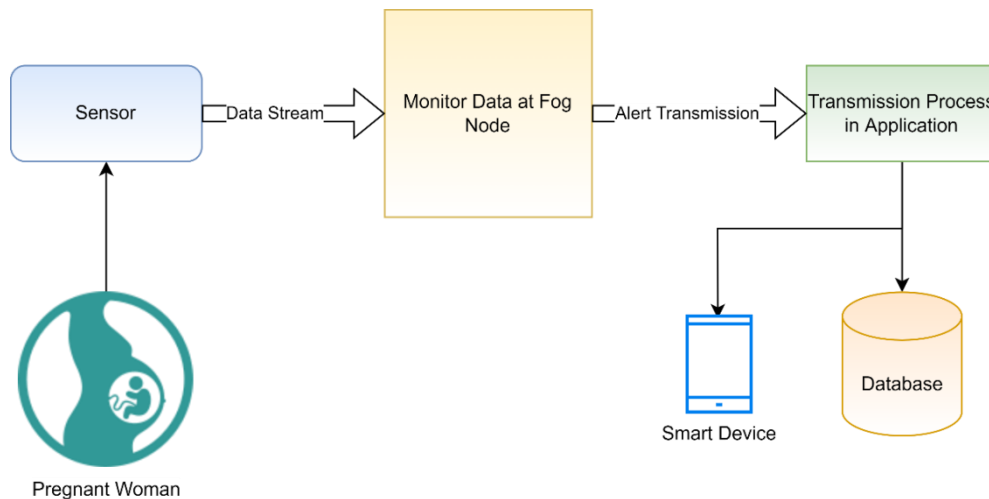 Sensor
Data Stream
Monitor Data at Fog
Node
Alert Transmission
Transmission Process
in Application
Smart Device
Database
Pregnant Woman